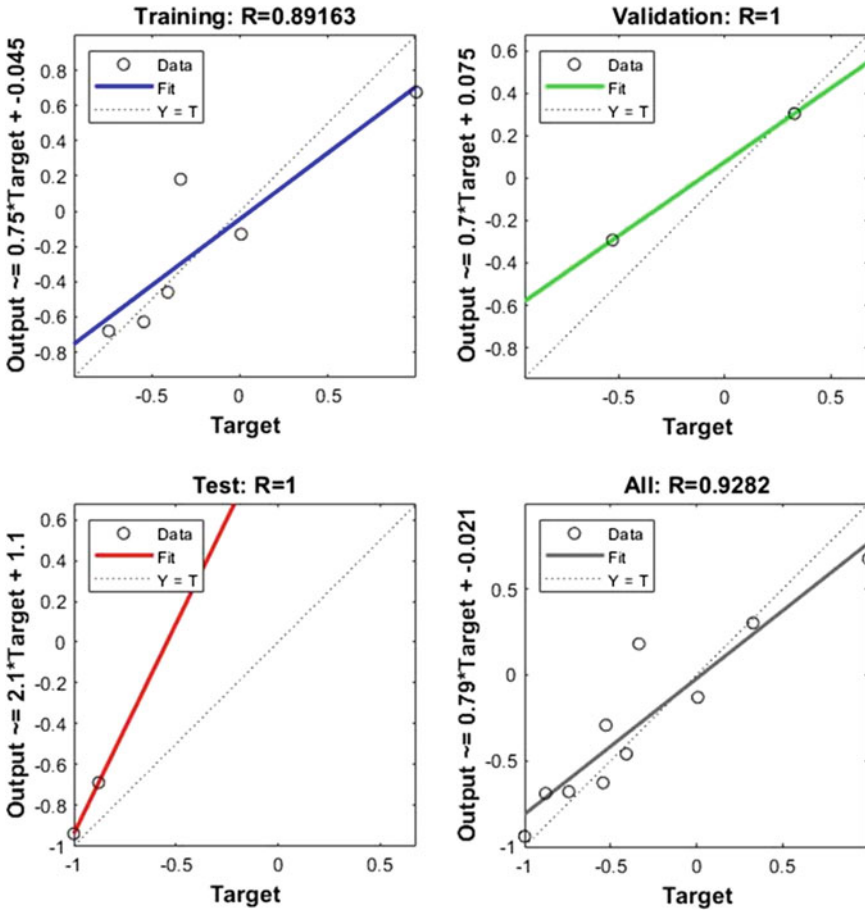 Training: R=0.89163
Output ~= 0.75*Target + -0.045
0.8
0.6
0.4
0.2
0
-0.2
-0.4
-0.6
-0.8
Data
Fit
Y = T
-0.5
0
0.5
Target
Validation: R=1
Output ~= 0.7*Target + 0.075
0.6
0.4
0.2
0
-0.2
-0.4
-0.6
-0.8
Data
Fit
Y = T
-0.5
0
0.5
Target
Test: R=1
Output ~= 2.1*Target + 1.1
0.6
0.4
0.2
0
-0.2
-0.4
-0.6
-0.8
-1
Data
Fit
Y = T
-1
-0.5
0
0.5
Target
All: R=0.9282
Output ~= 0.79*Target + -0.021
0.5
0
-0.5
-1
Data
Fit
Y = T
-1
-0.5
0
0.5
Target